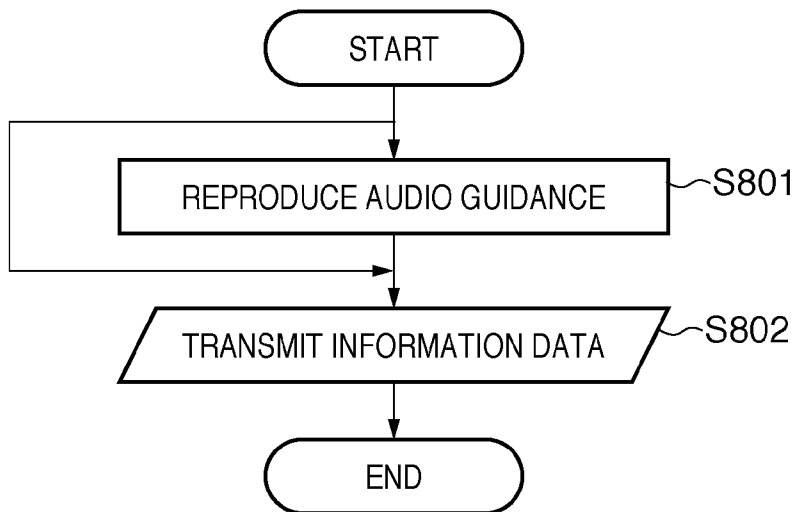 START
REPRODUCE AUDIO GUIDANCE
S801
TRANSMIT INFORMATION DATA
S802
END